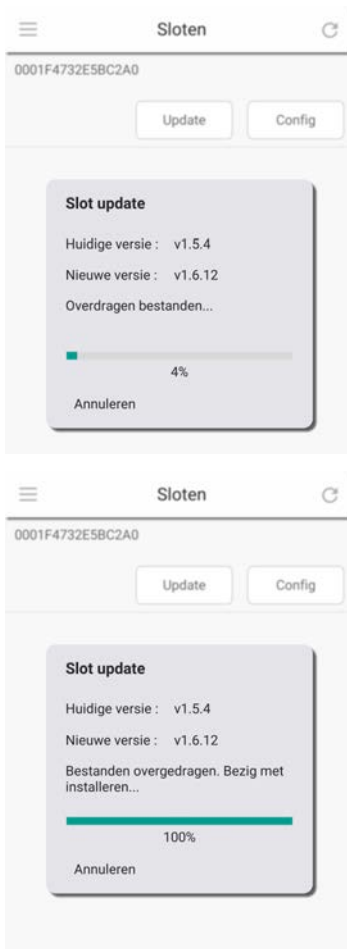 Sloten
0001F4732E5BC2A0
Update Config
Slot update
Huidige versie : v1.5.4
Nieuwe versie : v1.6.12
Overdragen bestanden...
4%
Annuleren
Sloten
0001F4732E5BC2A0
Update Config
Slot update
Huidige versie : v1.5.4
Nieuwe versie : v1.6.12
Bestanden overgedragen. Bezig met
installeren...
100%
Annuleren